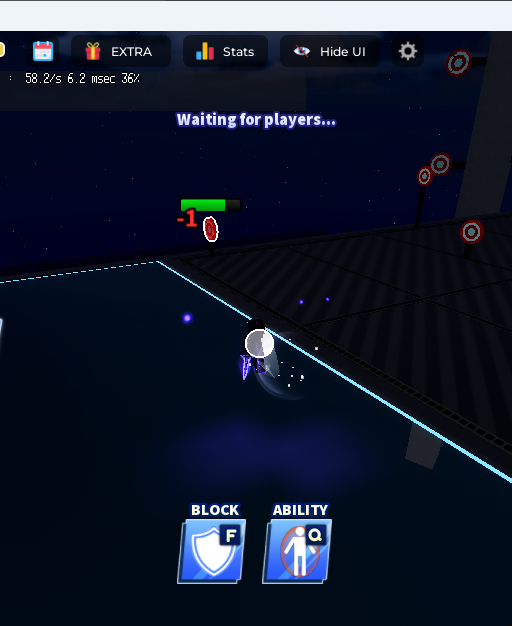 EXTRA
Stats
Hide UI
: 58.2/s 6.2 msec 36%
Waiting for players...
-1
BLOCK
ABILITY
F
Q